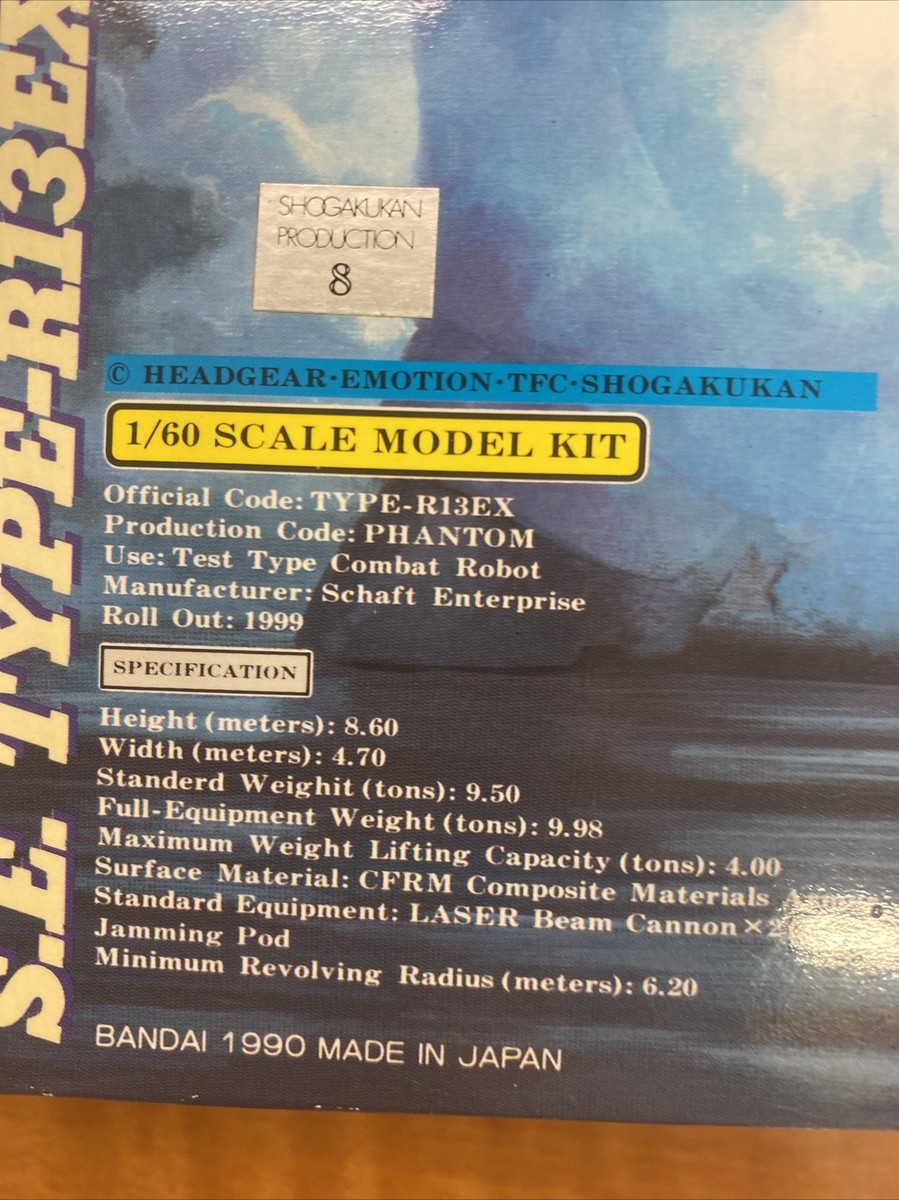 S.E. TYPE-R13EX
SHOGAKUKAN
PRODUCTION
8
© HEADGEAR·EMOTION·TFC·SHOGAKUKAN
1/60 SCALE MODEL KIT
Official Code: TYPE-R13EX
Production Code: PHANTOM
Use: Test Type Combat Robot
Manufacturer: Schaft Enterprise
Roll Out: 1999
SPECIFICATION
Height (meters): 8.60
Width (meters): 4.70
Standerd Weighit (tons): 9.50
Full-Equipment Weight (tons): 9.98
Maximum Weight Lifting Capacity (tons): 4.00
Surface Material: CFRM Composite Materials
Standard Equipment: LASER Beam Cannon×2
Jamming Pod
Minimum Revolving Radius (meters): 6.20
BANDAI 1990 MADE IN JAPAN